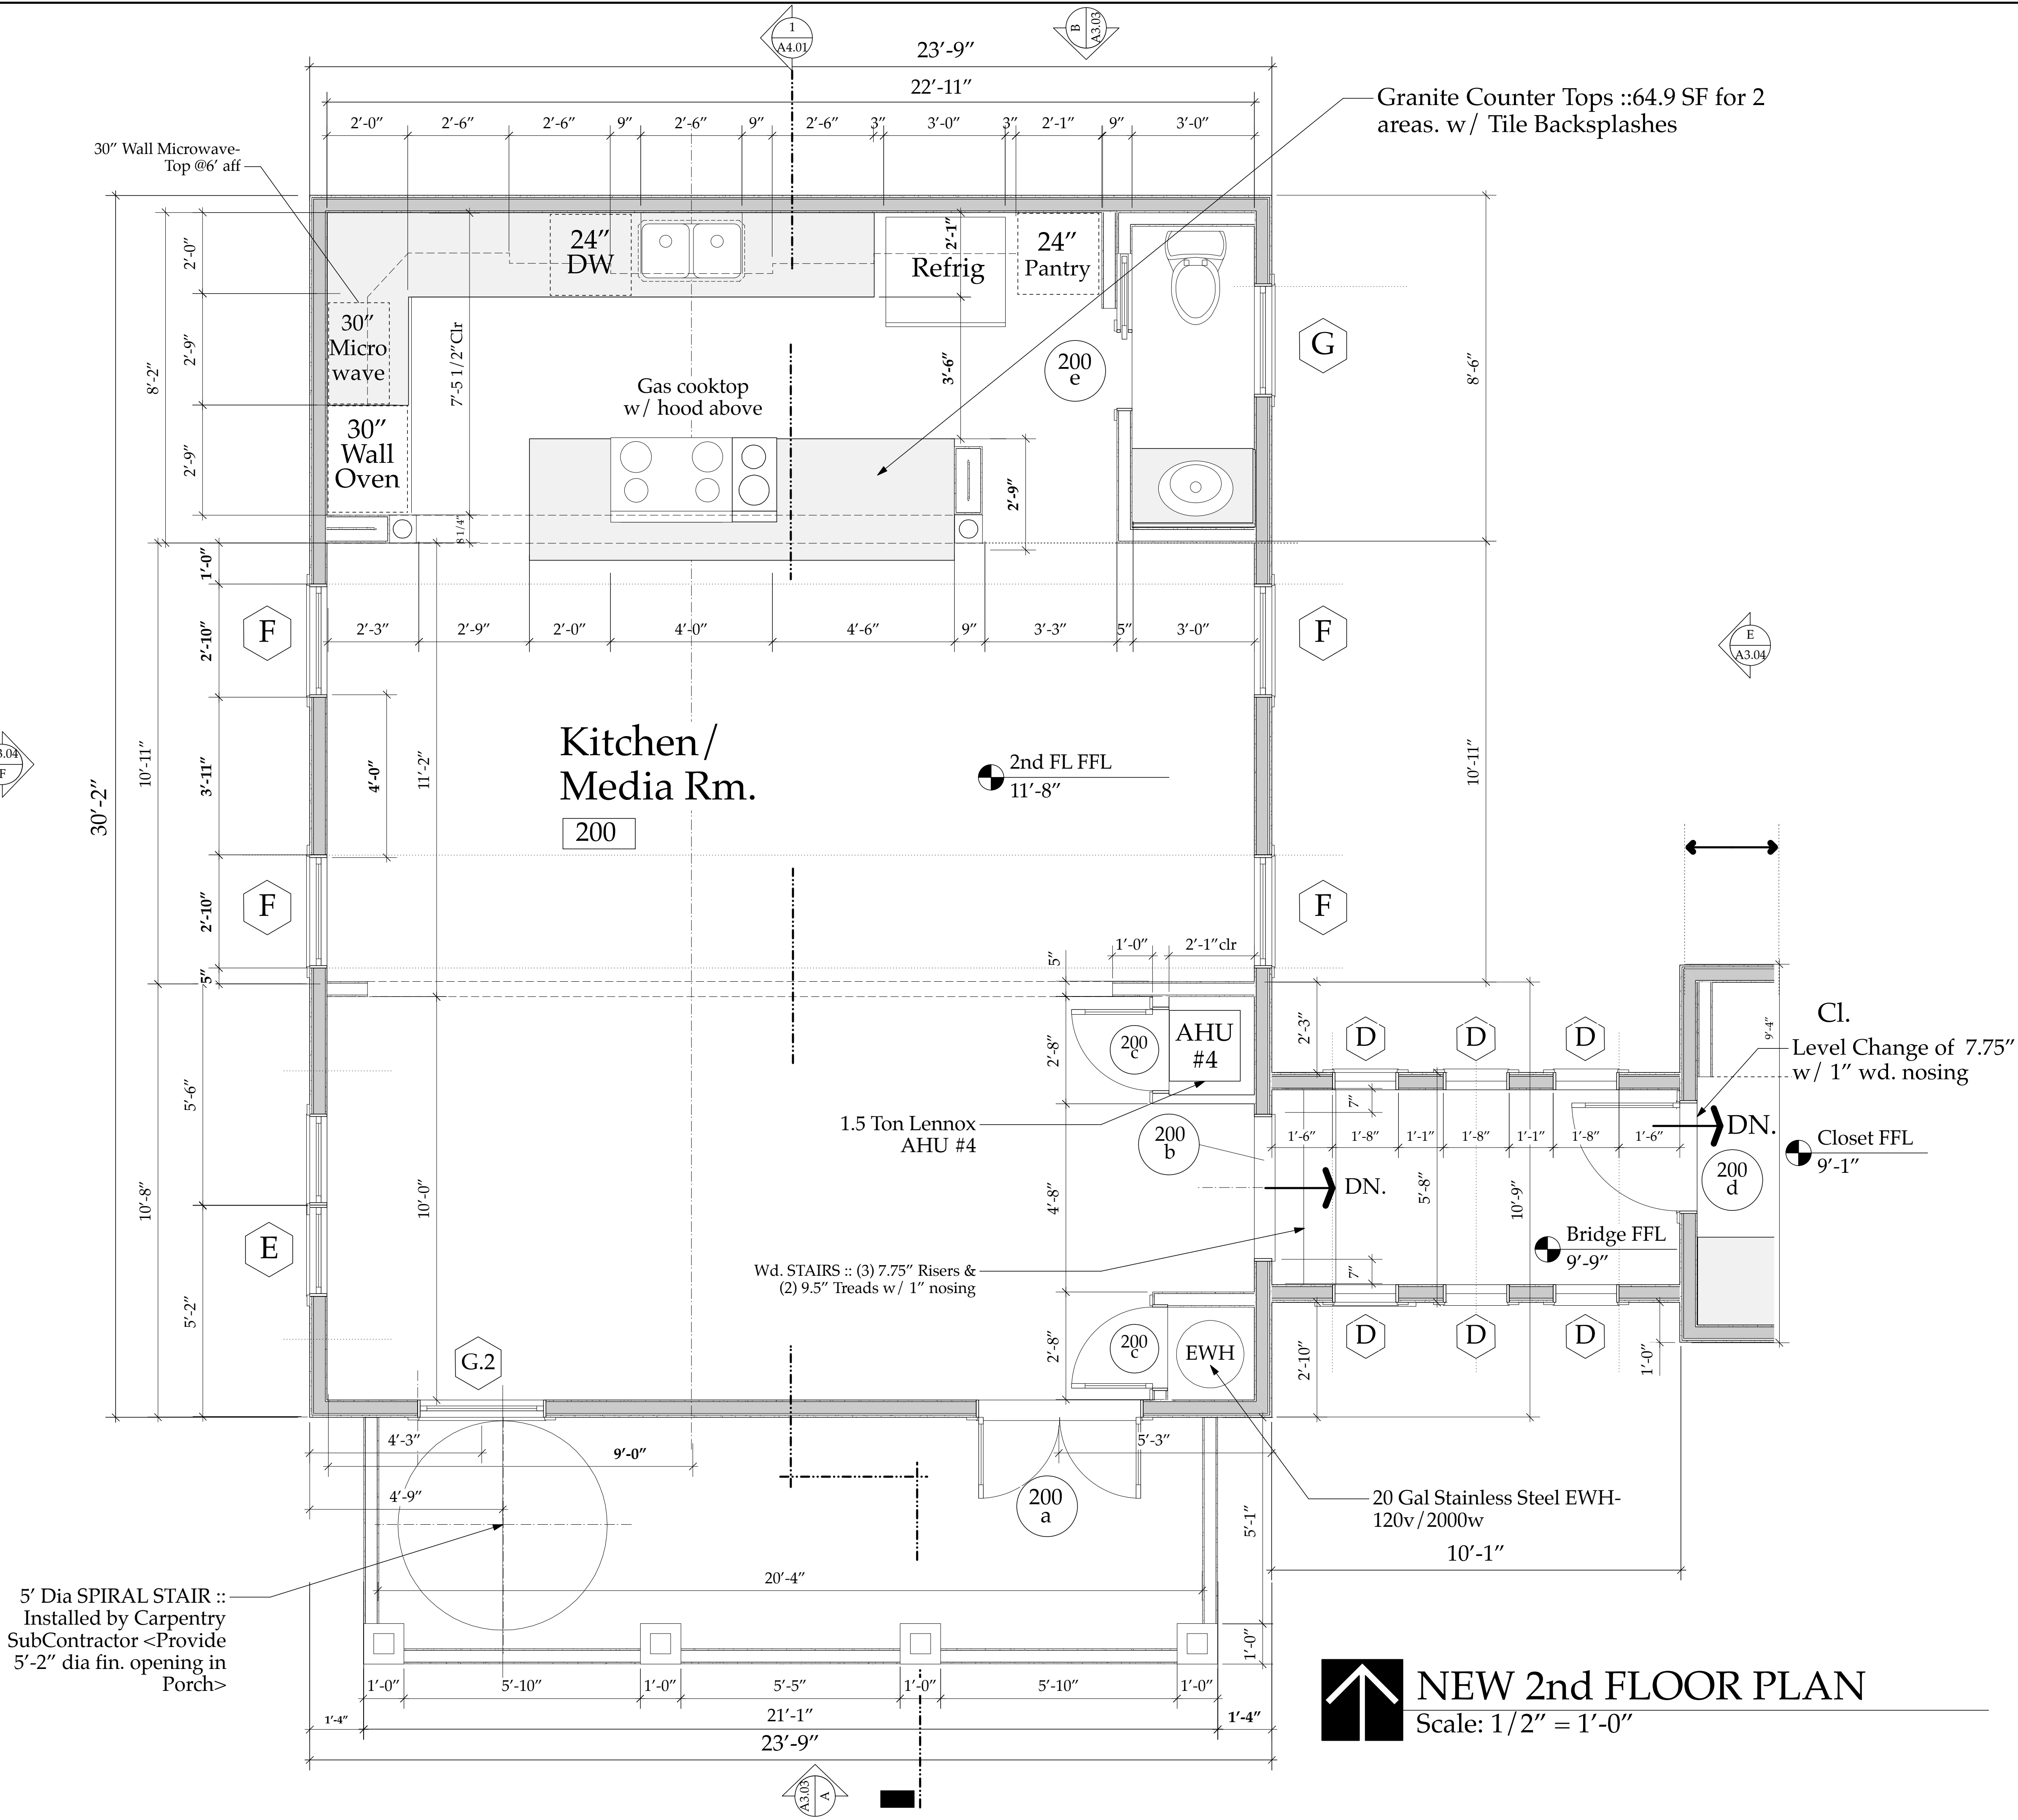 1
A4.01
B
A3.03
23'-9"
22'-11"
2'-0"
2'-6"
2'-6"
9"
2'-6"
9"
2'-6"
3"
3'-0"
3"
2'-1"
9"
3'-0"
Granite Counter Tops ::64.9 SF for 2
areas. w/ Tile Backsplashes
30" Wall Microwave-
Top @6' aff
24"
DW
2'-1"
Refrig
24"
Pantry
2'-0"
30"
Micro
wave
2'-9"
8'-2"
7'-5 1/2"Clr
Gas cooktop
w/ hood above
3'-6"
200
e
G
8'-6"
30"
Wall
Oven
2'-9"
2'-9"
8 1/4"
1'-0"
F
2'-10"
2'-3"
2'-9"
2'-0"
4'-0"
4'-6"
9"
3'-3"
5"
3'-0"
F
E
A3.04
3.04
F
30'-2"
10'-11"
3'-11"
4'-0"
11'-2"
Kitchen/
Media Rm.
200
2nd FL FFL
11'-8"
10'-11"
F
2'-10"
F
5"
5"
1'-0"
2'-1"clr
2'-8"
200
c
AHU
#4
1.5 Ton Lennox
AHU #4
2'-3"
D
D
D
Cl.
9'-4"
Level Change of 7.75"
w/ 1" wd. nosing
5'-6"
10'-8"
10'-0"
200
b
7"
1'-6"
1'-8"
1'-1"
1'-8"
1'-1"
1'-8"
1'-6"
DN.
Closet FFL
9'-1"
200
d
4'-8"
DN.
5'-8"
10'-9"
E
Bridge FFL
9'-9"
Wd. STAIRS :: (3) 7.75" Risers &
(2) 9.5" Treads w/ 1" nosing
7"
5'-2"
G.2
2'-8"
200
c
EWH
2'-10"
D
D
D
1'-0"
4'-3"
9'-0"
5'-3"
4'-9"
200
a
20 Gal Stainless Steel EWH-
120v/2000w
5'-1"
10'-1"
20'-4"
5' Dia SPIRAL STAIR ::
Installed by Carpentry
SubContractor <Provide
5'-2" dia fin. opening in
Porch>
1'-0"
1'-0"
5'-10"
1'-0"
5'-5"
1'-0"
5'-10"
1'-0"
1'-4"
21'-1"
1'-4"
23'-9"
NEW 2nd FLOOR PLAN
Scale: 1/2" = 1'-0"
A3.03
A